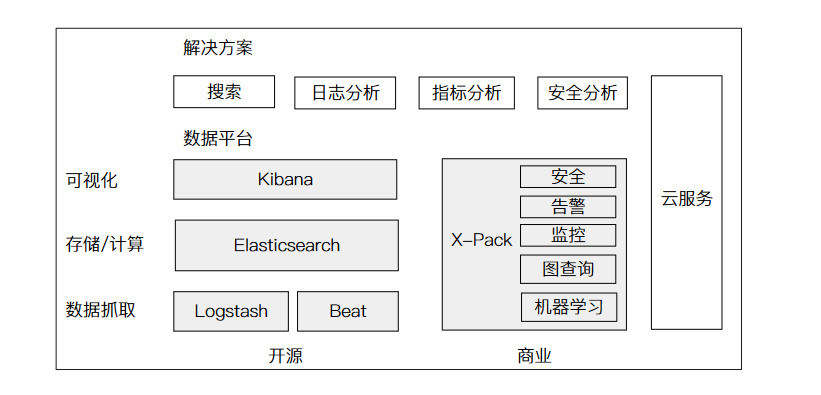 解决方案
搜索
日志分析
指标分析
安全分析
数据平台
可视化
Kibana
存储/计算
Elasticsearch
数据抓取
Logstash
Beat
X-Pack
安全
告警
监控
图查询
机器学习
云服务
开源
商业